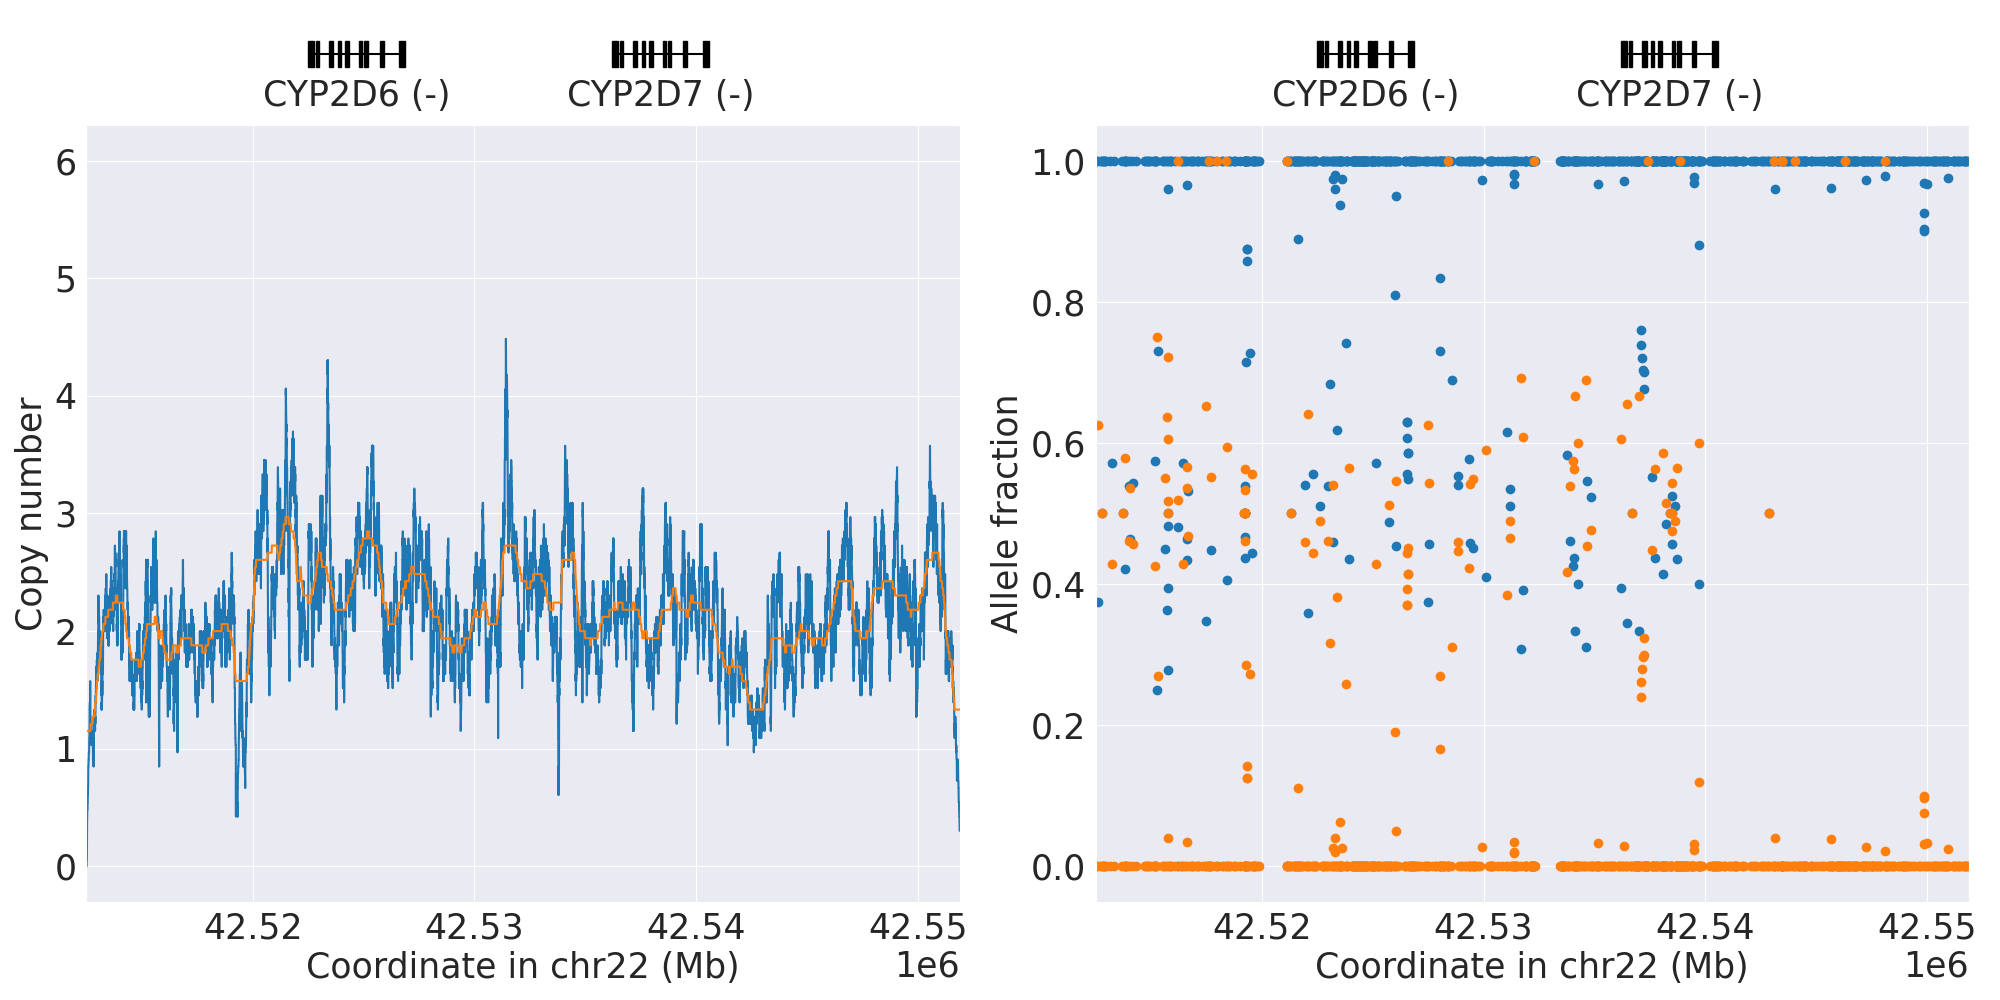 CYP2D6 (-) CYP2D7 (-)
Copy number
6
5
4
3
2
1
0
42.52 42.53 42.54 42.55
Coordinate in chr22 (Mb) 1e6
CYP2D6 (-) CYP2D7 (-)
Allele fraction
1.0
0.8
0.6
0.4
0.2
0.0
42.52 42.53 42.54 42.55
Coordinate in chr22 (Mb) 1e6